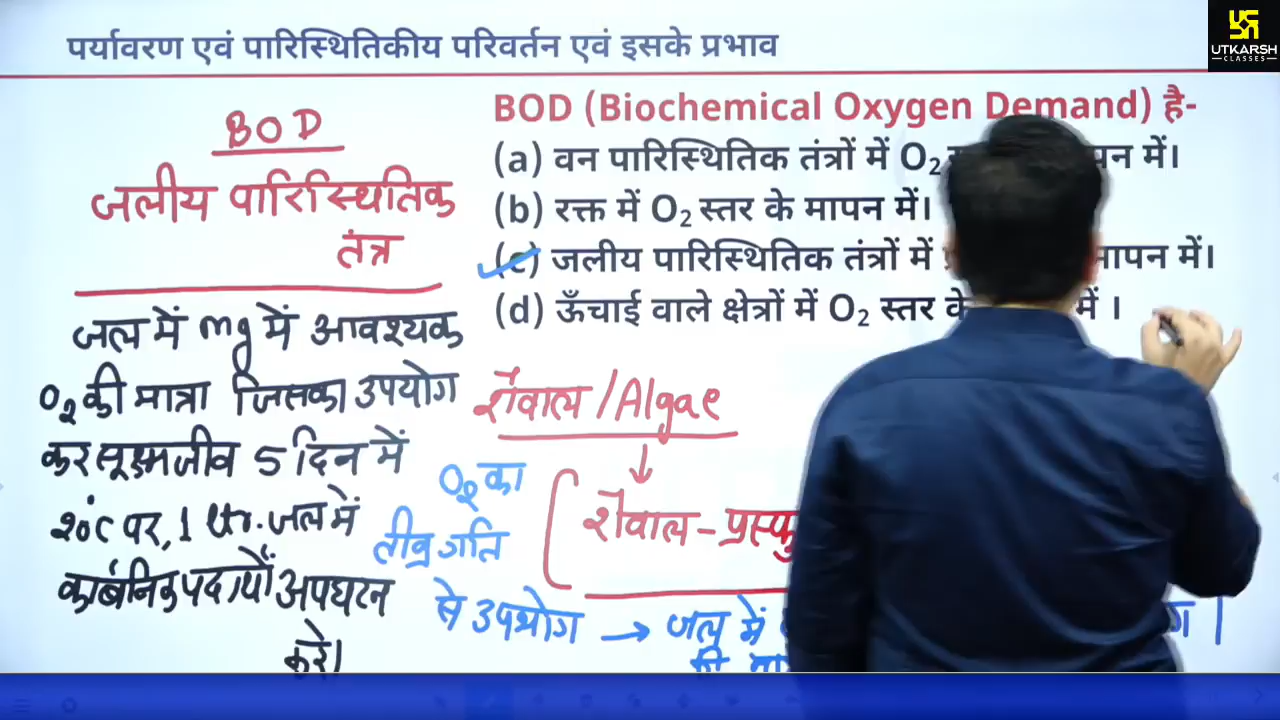 पर्यावरण एवं पारिस्थितिकीय परिवर्तन एवं इसके प्रभाव
UTKARSH
CLASSES
BOD
जलीय पारिस्थितिक
तंत्र
जल में mg में आवश्यक
O₂ की मात्रा जिसका उपयोग
कर सूक्ष्मजीव 5 दिन में
20°C पर, 1 Ltr. जल में
कार्बनिक पदार्थों अपघटन
करे।
BOD (Biochemical Oxygen Demand) है-
(a) वन पारिस्थितिक तंत्रों में O₂
(b) रक्त में O₂ स्तर के मापन में।
(c) जलीय पारिस्थितिक तंत्रों में मापन में।
(d) ऊँचाई वाले क्षेत्रों में O₂ स्तर के में ।
शैवाल / Algae
शैवाल -
O₂ का
तीव्र गति
से उपयोग → जल में
की